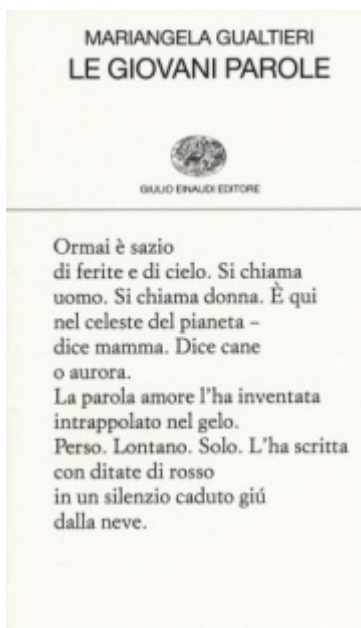 MARIANGELA GUALTIERI
LE GIOVANI PAROLE
GIULIO EINAUDI EDITORE
Ormai è sazio
di ferite e di cielo. Si chiama
uomo. Si chiama donna. È qui
nel celeste del pianeta –
dice mamma. Dice cane
o aurora.
La parola amore l'ha inventata
intrappolato nel gelo.
Perso. Lontano. Solo. L'ha scritta
con ditate di rosso
in un silenzio caduto giú
dalla neve.